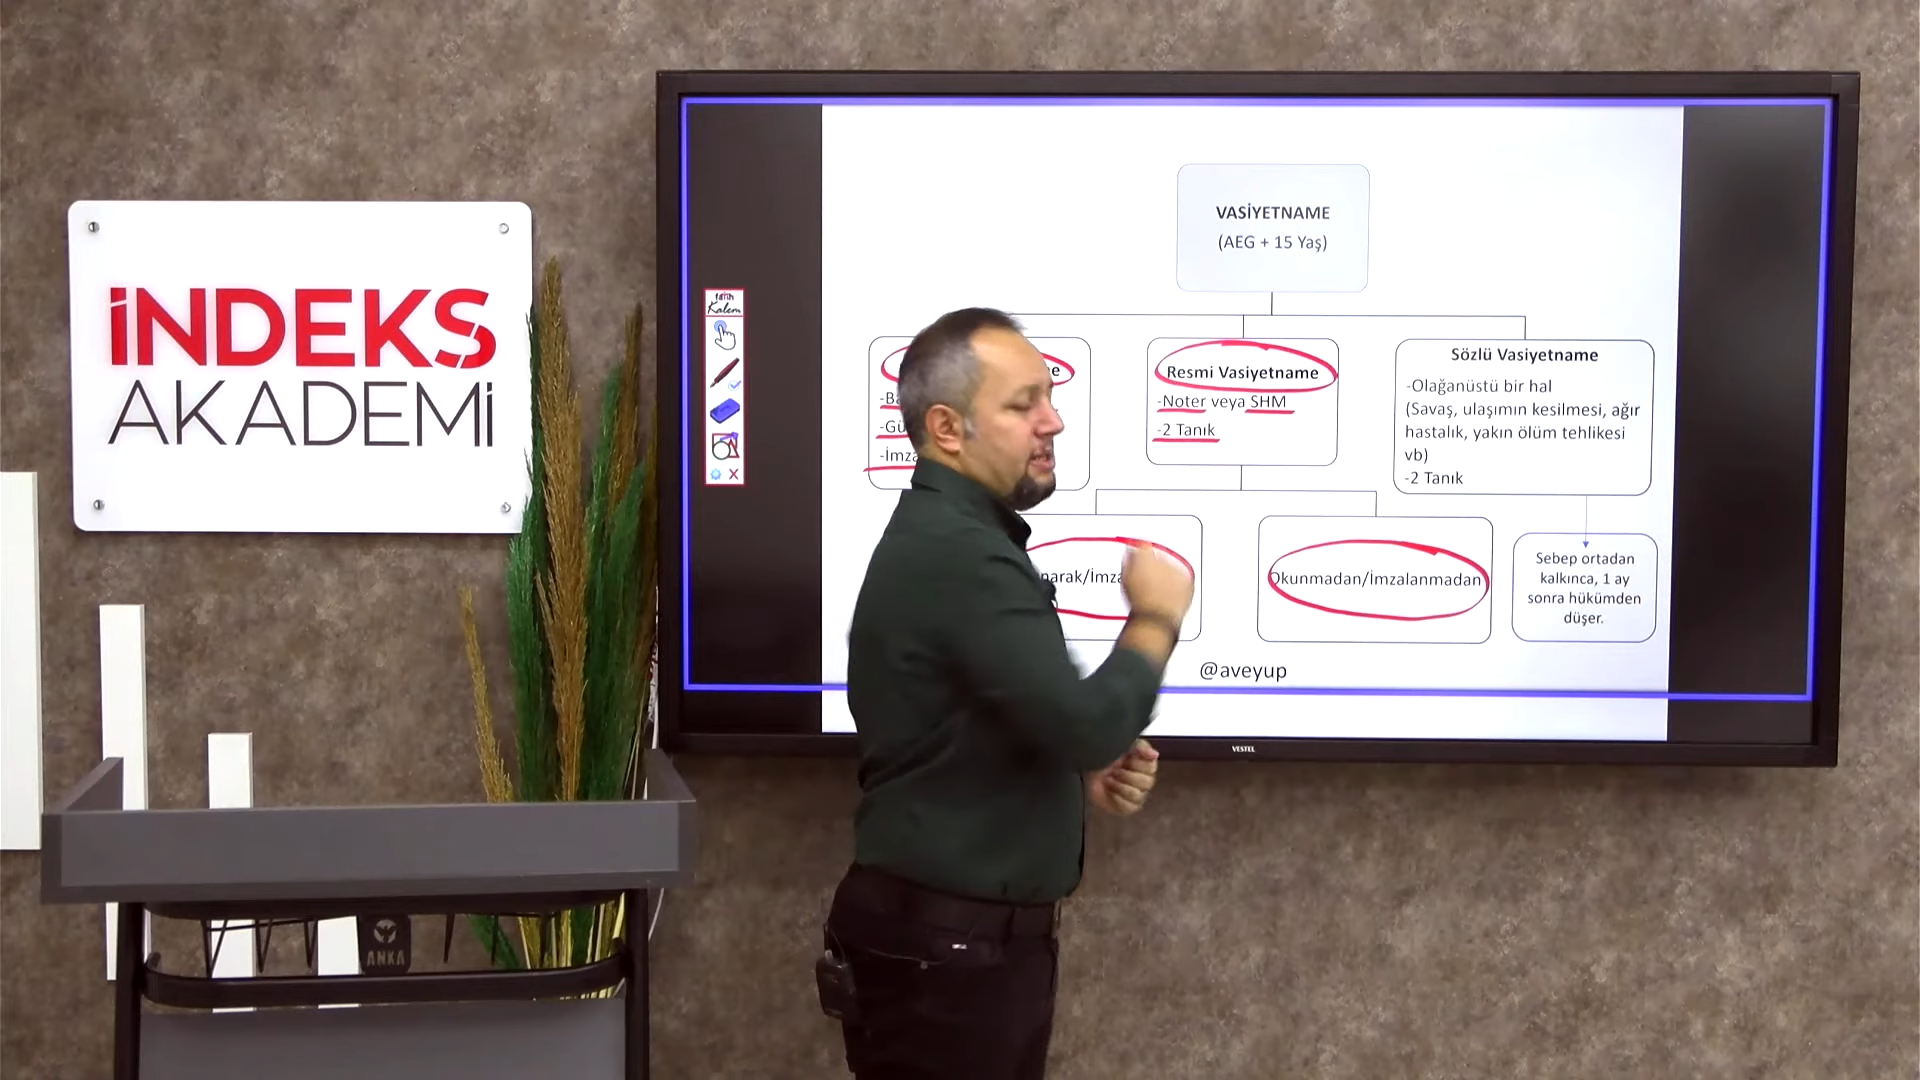 İNDEKS
AKADEMİ
ANKA
tarih
Kalem
VASİYETNAME
(AEG + 15 Yaş)
Resmi Vasiyetname
-Noter veya SHM
-2 Tanık
Sözlü Vasiyetname
-Olağanüstü bir hal
(Savaş, ulaşımın kesilmesi, ağır
hastalık, yakın ölüm tehlikesi
vb)
-2 Tanık
Okunmadan/İmzalanmadan
Sebep ortadan
kalkınca, 1 ay
sonra hükümden
düşer.
@aveyup
VESTEL